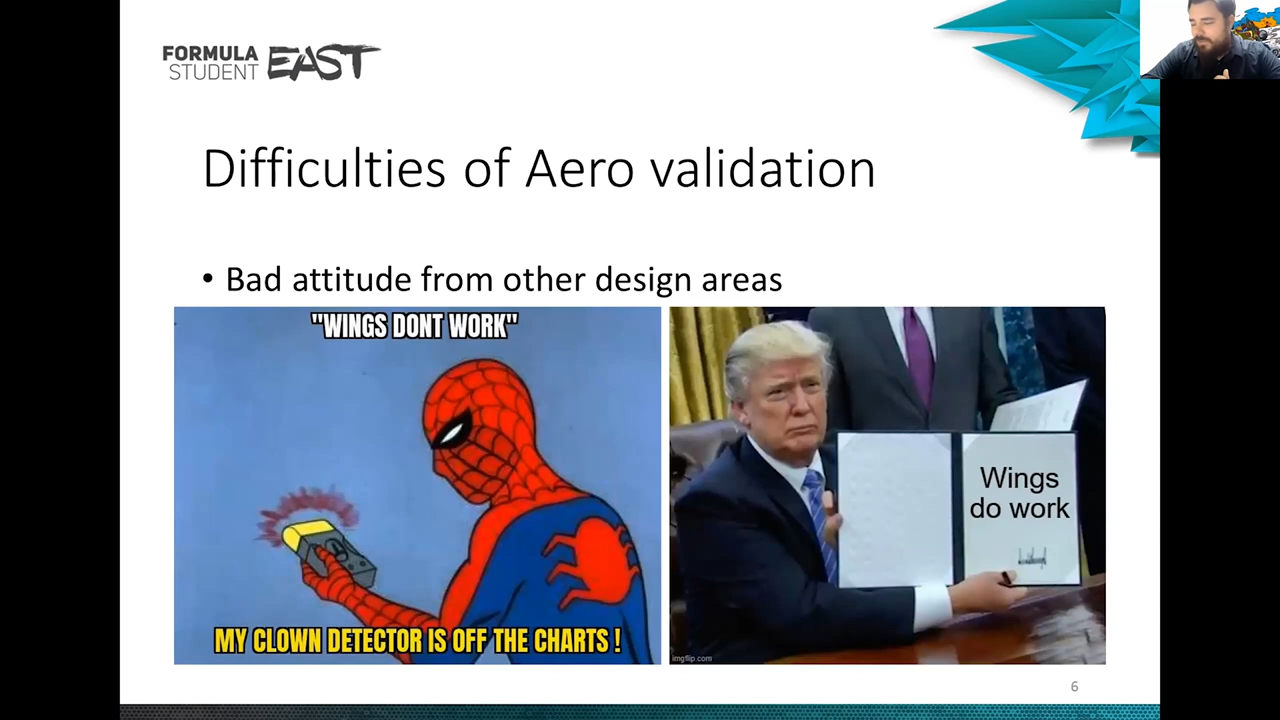 FORMULA
STUDENT EAST
Difficulties of Aero validation
• Bad attitude from other design areas
"WINGS DONT WORK"
MY CLOWN DETECTOR IS OFF THE CHARTS !
Wings
do work
imgflip.com
6